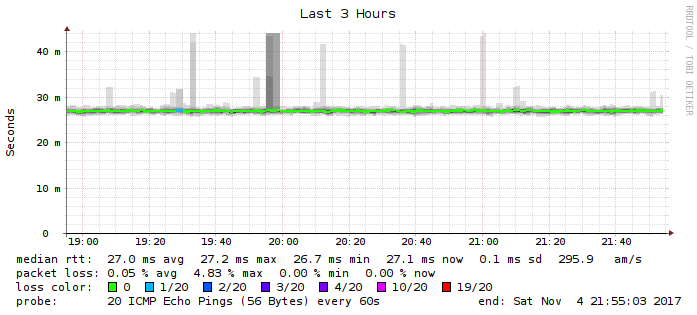 Last 3 Hours
RRDTOOL / TOBI OETIKER
Seconds
40 m
30 m
20 m
10 m
0
19:00 19:20 19:40 20:00 20:20 20:40 21:00 21:20 21:40
median rtt: 27.0 ms avg 27.2 ms max 26.7 ms min 27.1 ms now 0.1 ms sd 295.9 am/s
packet loss: 0.05 % avg 4.83 % max 0.00 % min 0.00 % now
loss color: 0 1/20 2/20 3/20 4/20 10/20 19/20
probe: 20 ICMP Echo Pings (56 Bytes) every 60s end: Sat Nov 4 21:55:03 2017